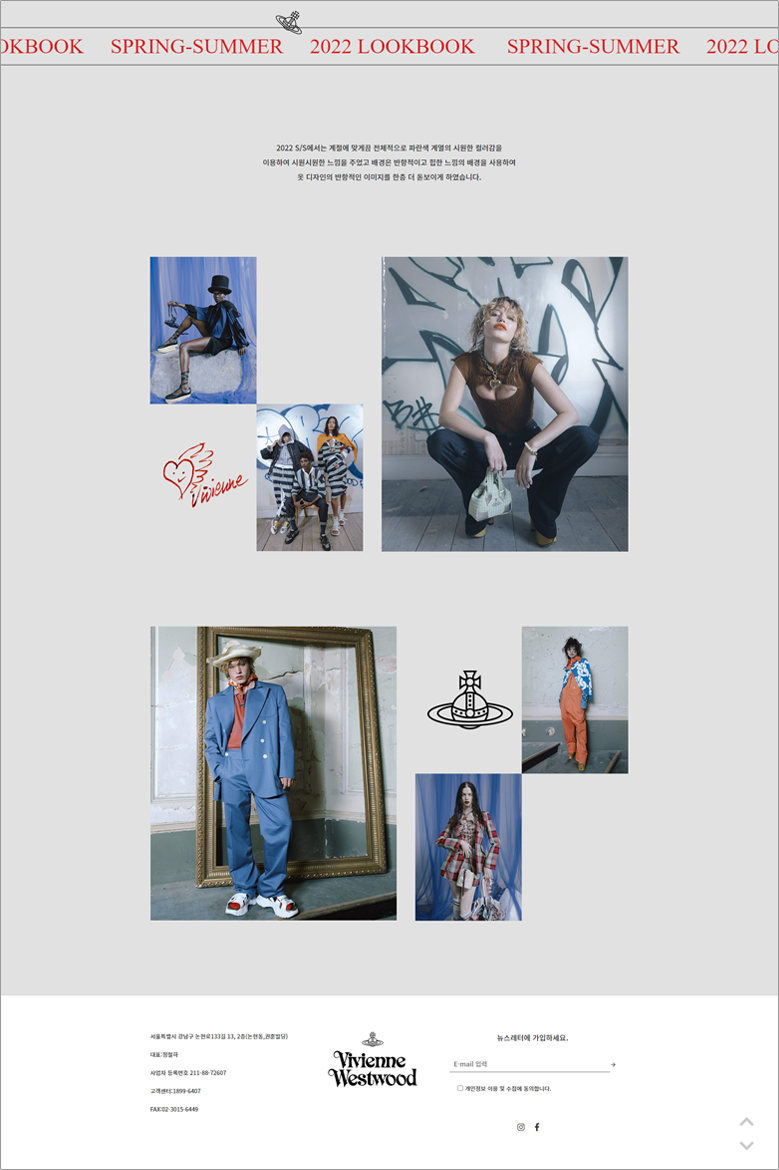 OKBOOK SPRING-SUMMER 2022 LOOKBOOK SPRING-SUMMER 2022 LO
2022 S/S에서는 계절에 맞게끔 전체적으로 파란색 계열의 시원한 컬러감을
이용하여 시원시원한 느낌을 주었고 배경은 반항적이고 힙한 느낌의 배경을 사용하여
옷 디자인의 반항적인 이미지를 한층 더 돋보이게 하였습니다.
Vivienne
서울특별시 강남구 논현로133길 13, 2층(논현동,권훈빌딩)
대표:정철재
사업자 등록번호 211-88-72607
고객센터:1899-6407
FAX:02-3015-6449
Vivienne
Westwood
뉴스레터에 가입하세요.
E-mail 입력
개인정보 이용 및 수집에 동의합니다.